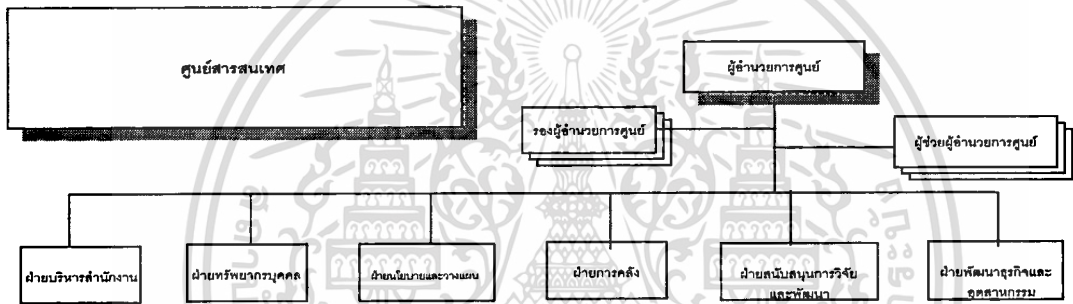 ศูนย์สารสนเทศ
ผู้อำนวยการศูนย์
รองผู้อำนวยการศูนย์
ผู้ช่วยผู้อำนวยการศูนย์
ฝ่ายบริหารสำนักงาน
ฝ่ายทรัพยากรบุคคล
ฝ่ายนโยบายและวางแผน
ฝ่ายการคลัง
ฝ่ายสนับสนุนการวิจัย
และพัฒนา
ฝ่ายพัฒนาธุรกิจและ
อุตสาหกรรม